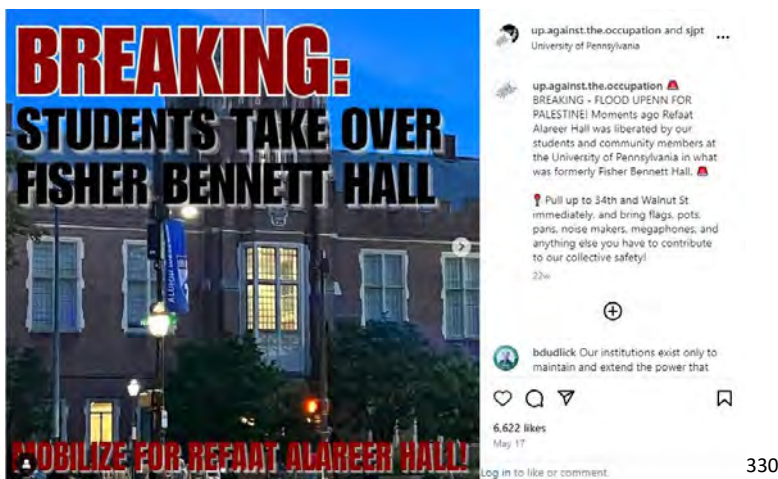 BREAKING:
STUDENTS TAKE OVER
FISHER BENNETT HALL
MOBILIZE FOR REFAAT ALAREER HALL!
up.against.the.occupation and sjpt
University of Pennsylvania
up.against.the.occupation 🚨
BREAKING - FLOOD UPENN FOR
PALESTINE! Moments ago Refaat
Alareer Hall was liberated by our
students and community members at
the University of Pennsylvania in what
was formerly Fisher Bennett Hall. 🚨
📍 Pull up to 34th and Walnut St
immediately, and bring flags, pots,
pans, noise makers, megaphones, and
anything else you have to contribute
to our collective safety!
22w
bdudlick Our institutions exist only to
maintain and extend the power that
6,622 likes
May 17
Log in to like or comment.
330